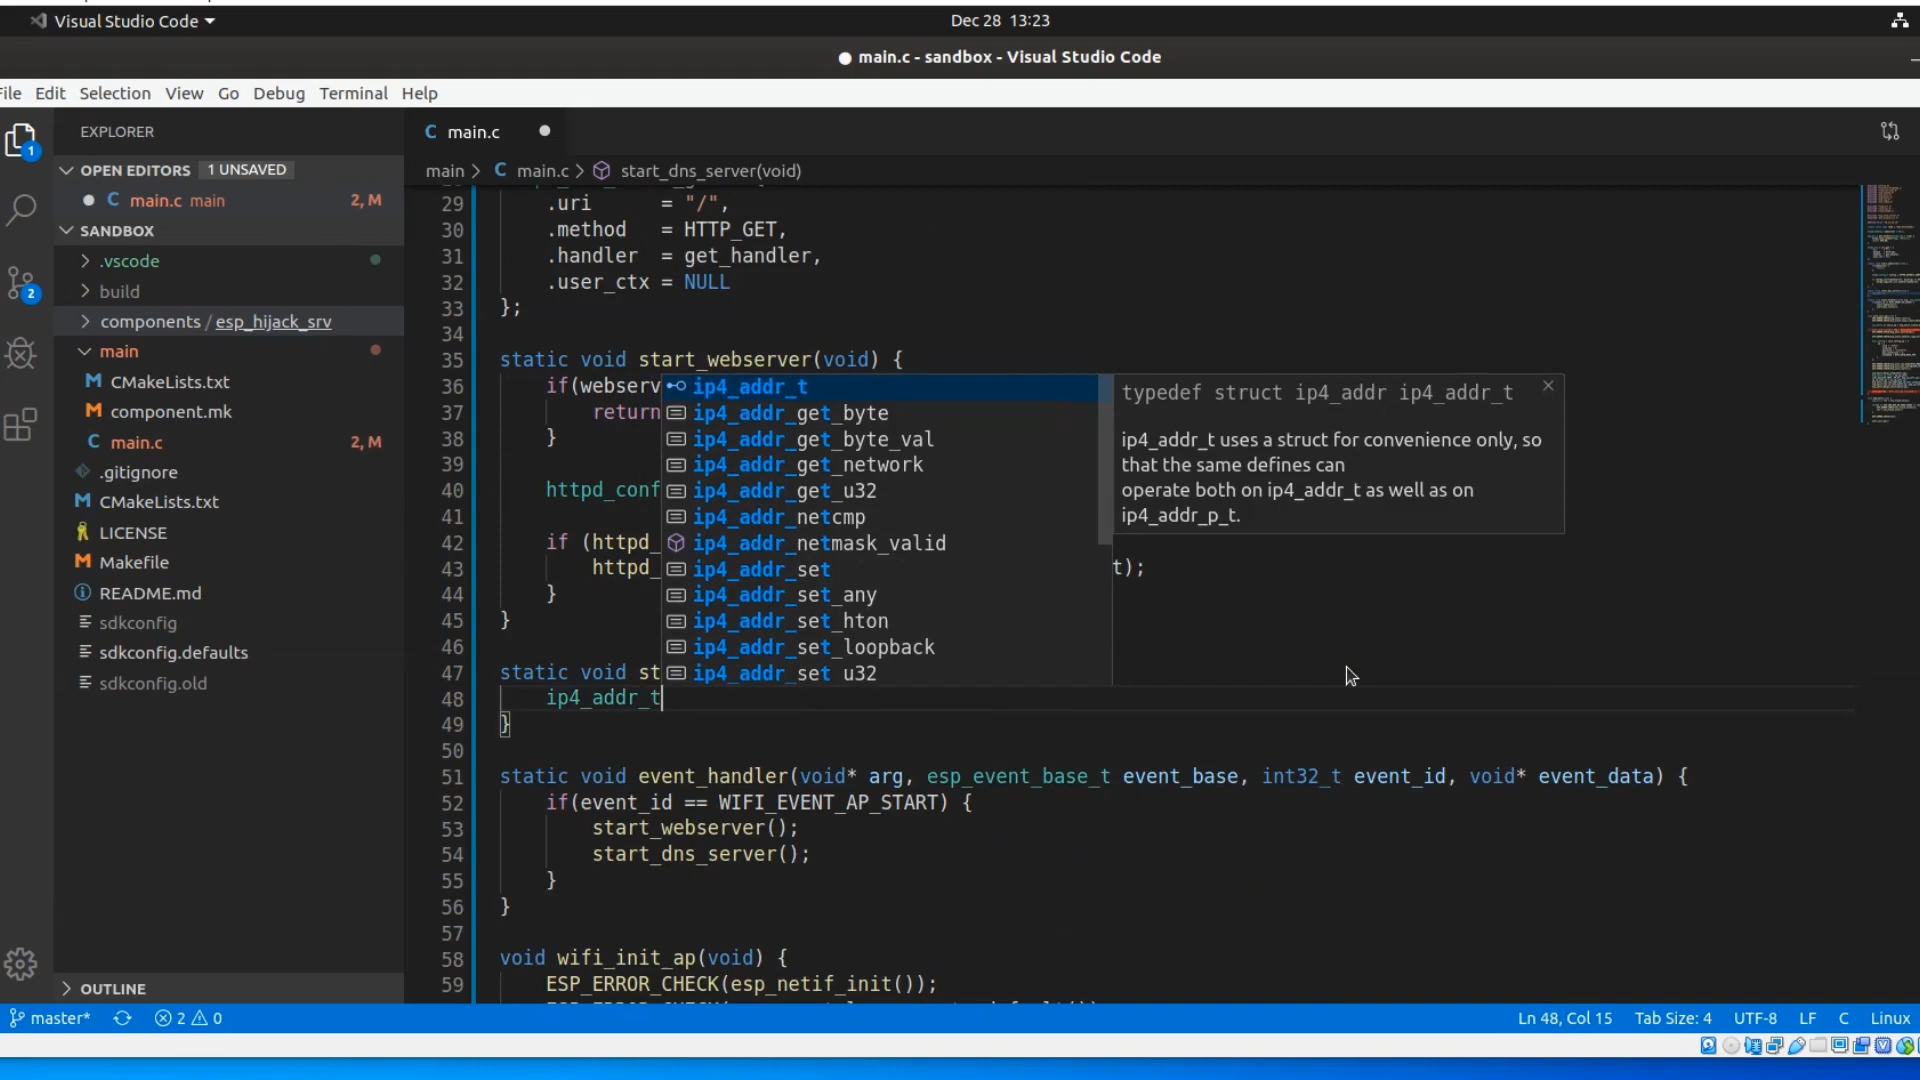 Visual Studio Code
Dec 28 13:23
main.c - sandbox - Visual Studio Code
File Edit Selection View Go Debug Terminal Help
EXPLORER
OPEN EDITORS 1 UNSAVED
main.c main 2, M
SANDBOX
.vscode
build
components / esp_hijack_srv
main
CMakeLists.txt
component.mk
main.c 2, M
.gitignore
CMakeLists.txt
LICENSE
Makefile
README.md
sdkconfig
sdkconfig.defaults
sdkconfig.old
OUTLINE
1
2
C main.c
main > C main.c > start_dns_server(void)
29 .uri = "/",
30 .method = HTTP_GET,
31 .handler = get_handler,
32 .user_ctx = NULL
33 };
34
35 static void start_webserver(void) {
36 if(webserv
37 return
38 }
39
40 httpd_conf
41
42 if (httpd_
43 httpd_ t);
44 }
45 }
46
47 static void st
48 ip4_addr_t
49 }
50
51 static void event_handler(void* arg, esp_event_base_t event_base, int32_t event_id, void* event_data) {
52 if(event_id == WIFI_EVENT_AP_START) {
53 start_webserver();
54 start_dns_server();
55 }
56 }
57
58 void wifi_init_ap(void) {
59 ESP_ERROR_CHECK(esp_netif_init());
ip4_addr_t
ip4_addr_get_byte
ip4_addr_get_byte_val
ip4_addr_get_network
ip4_addr_get_u32
ip4_addr_netcmp
ip4_addr_netmask_valid
ip4_addr_set
ip4_addr_set_any
ip4_addr_set_hton
ip4_addr_set_loopback
ip4_addr_set_u32
typedef struct ip4_addr ip4_addr_t
ip4_addr_t uses a struct for convenience only, so
that the same defines can
operate both on ip4_addr_t as well as on
ip4_addr_p_t.
master* 2 0 Ln 48, Col 15 Tab Size: 4 UTF-8 LF C Linux